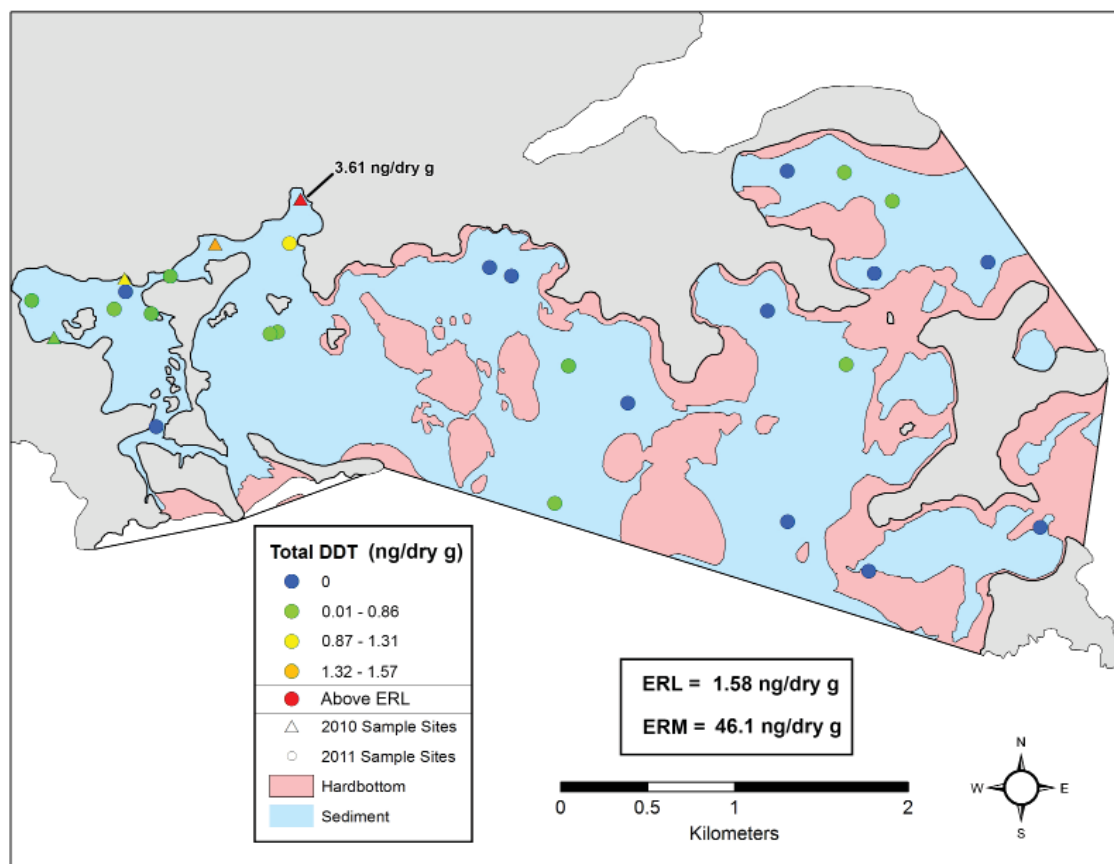 3.61 ng/dry g
Total DDT (ng/dry g)
0
0.01 - 0.86
0.87 - 1.31
1.32 - 1.57
Above ERL
2010 Sample Sites
2011 Sample Sites
Hardbottom
Sediment
ERL = 1.58 ng/dry g
ERM = 46.1 ng/dry g
0 0.5 1 2
Kilometers
N
W E
S